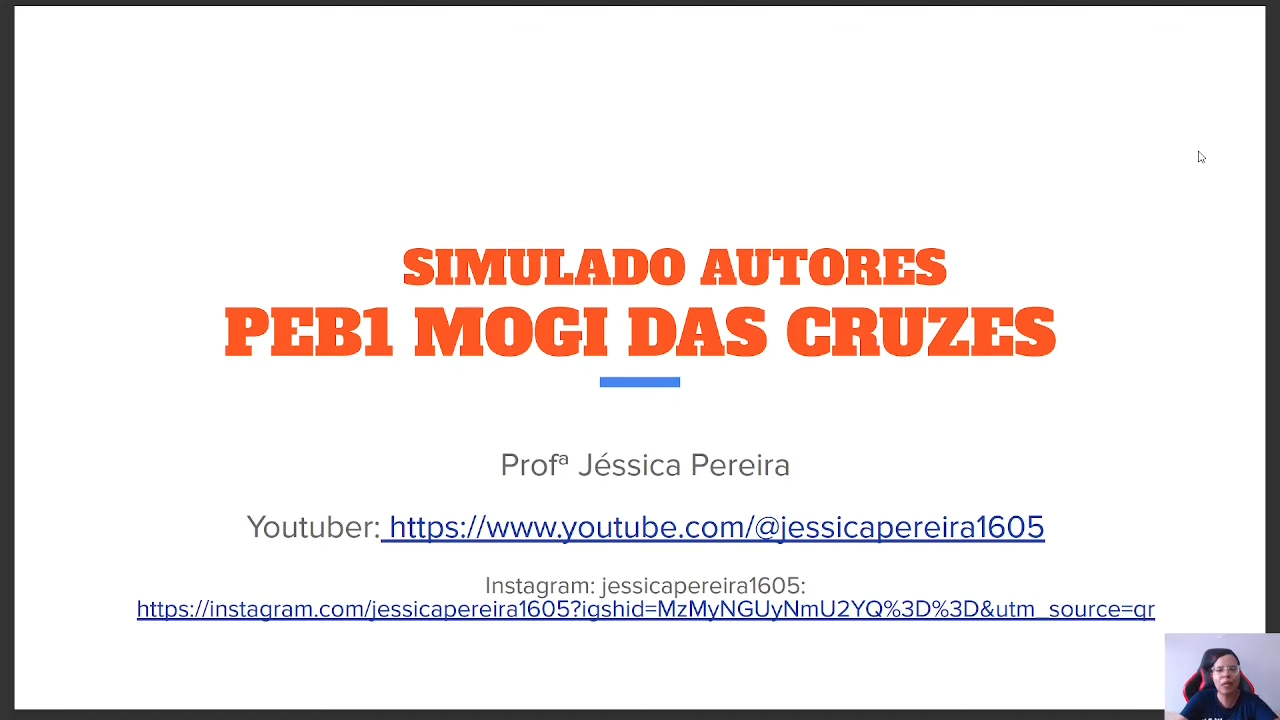 SIMULADO AUTORES
PEB1 MOGI DAS CRUZES
Profª Jéssica Pereira
Youtuber: https://www.youtube.com/@jessicapereira1605
Instagram: jessicapereira1605:
https://instagram.com/jessicapereira1605?igshid=MzMyNGUyNmU2YQ%3D%3D&utm_source=qr